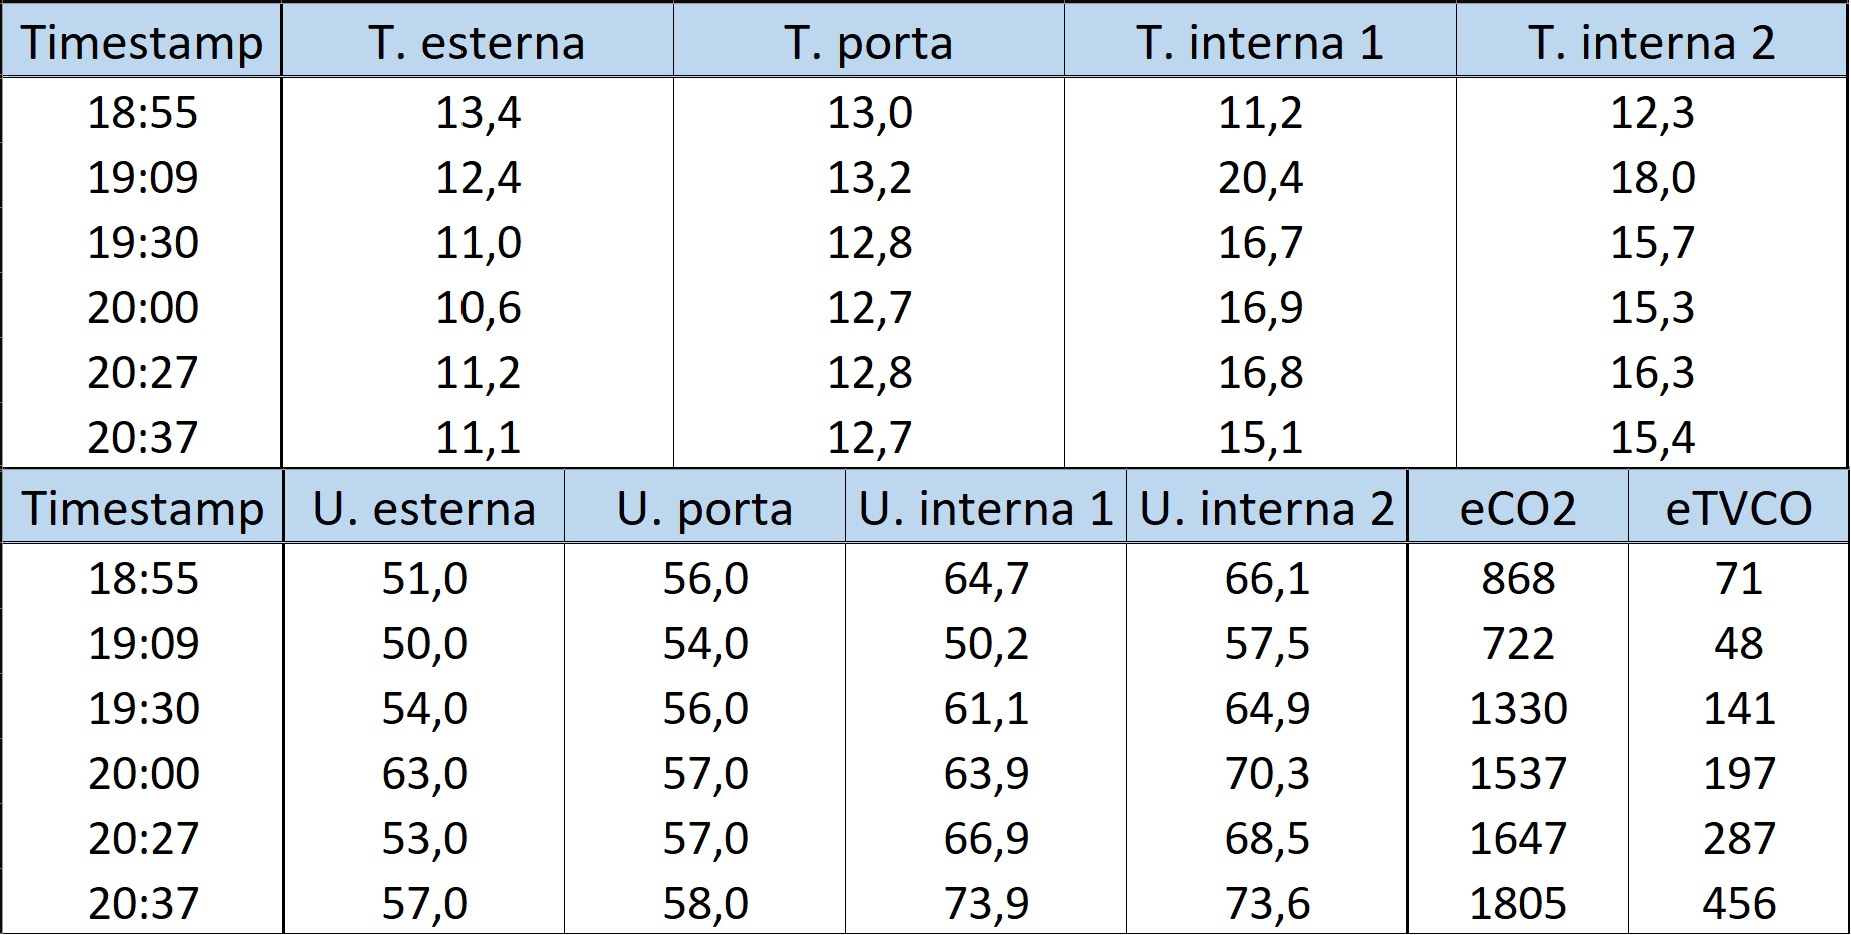 Timestamp T. esterna T. porta T. interna 1 T. interna 2
18:55 13,4 13,0 11,2 12,3
19:09 12,4 13,2 20,4 18,0
19:30 11,0 12,8 16,7 15,7
20:00 10,6 12,7 16,9 15,3
20:27 11,2 12,8 16,8 16,3
20:37 11,1 12,7 15,1 15,4
Timestamp U. esterna U. porta U. interna 1 U. interna 2 eCO2 eTVCO
18:55 51,0 56,0 64,7 66,1 868 71
19:09 50,0 54,0 50,2 57,5 722 48
19:30 54,0 56,0 61,1 64,9 1330 141
20:00 63,0 57,0 63,9 70,3 1537 197
20:27 53,0 57,0 66,9 68,5 1647 287
20:37 57,0 58,0 73,9 73,6 1805 456